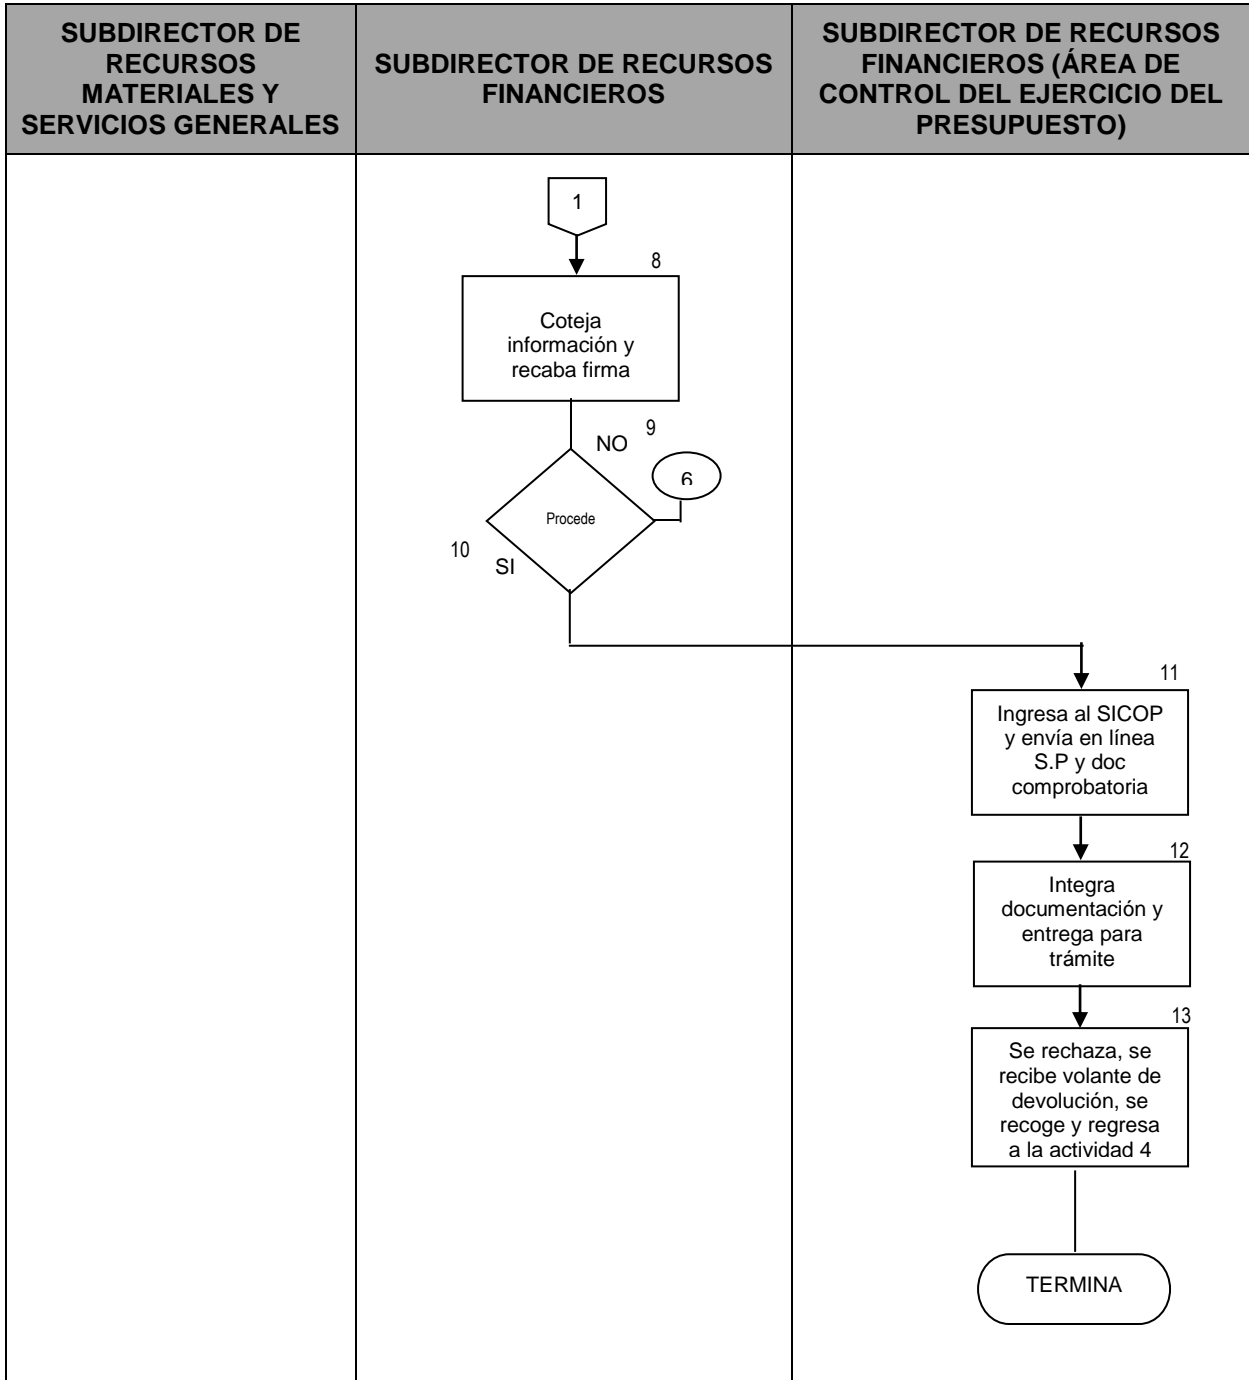 SUBDIRECTOR DE
RECURSOS
MATERIALES Y
SERVICIOS GENERALES
SUBDIRECTOR DE RECURSOS
FINANCIEROS
SUBDIRECTOR DE RECURSOS
FINANCIEROS (ÁREA DE
CONTROL DEL EJERCICIO DEL
PRESUPUESTO)
1
8
Coteja
información y
recaba firma
9
NO
6
Procede
10
SI
11
Ingresa al SICOP
y envía en línea
S.P y doc
comprobatoria
12
Integra
documentación y
entrega para
trámite
13
Se rechaza, se
recibe volante de
devolución, se
recoge y regresa
a la actividad 4
TERMINA